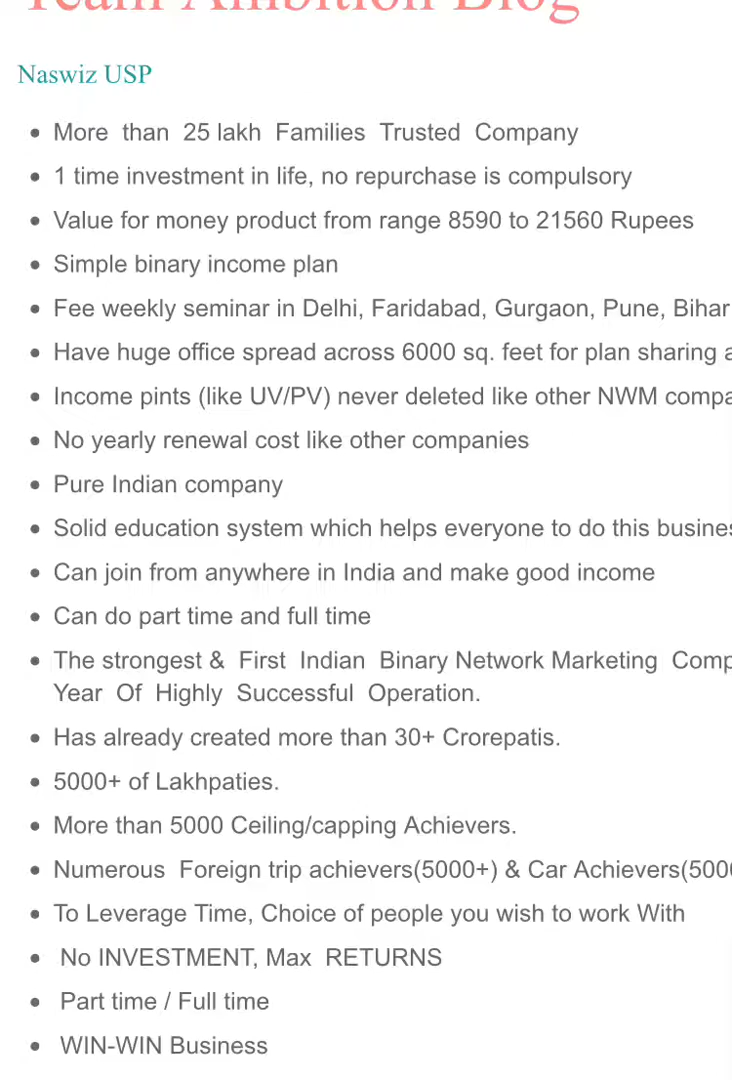 Team Ambition Blog
Naswiz USP
• More than 25 lakh Families Trusted Company
• 1 time investment in life, no repurchase is compulsory
• Value for money product from range 8590 to 21560 Rupees
• Simple binary income plan
• Fee weekly seminar in Delhi, Faridabad, Gurgaon, Pune, Bihar
• Have huge office spread across 6000 sq. feet for plan sharing
• Income pints (like UV/PV) never deleted like other NWM
• No yearly renewal cost like other companies
• Pure Indian company
• Solid education system which helps everyone to do this
• Can join from anywhere in India and make good income
• Can do part time and full time
• The strongest & First Indian Binary Network Marketing
Year Of Highly Successful Operation.
• Has already created more than 30+ Crorepatis.
• 5000+ of Lakhpaties.
• More than 5000 Ceiling/capping Achievers.
• Numerous Foreign trip achievers(5000+) & Car
• To Leverage Time, Choice of people you wish to work With
• No INVESTMENT, Max RETURNS
• Part time / Full time
• WIN-WIN Business